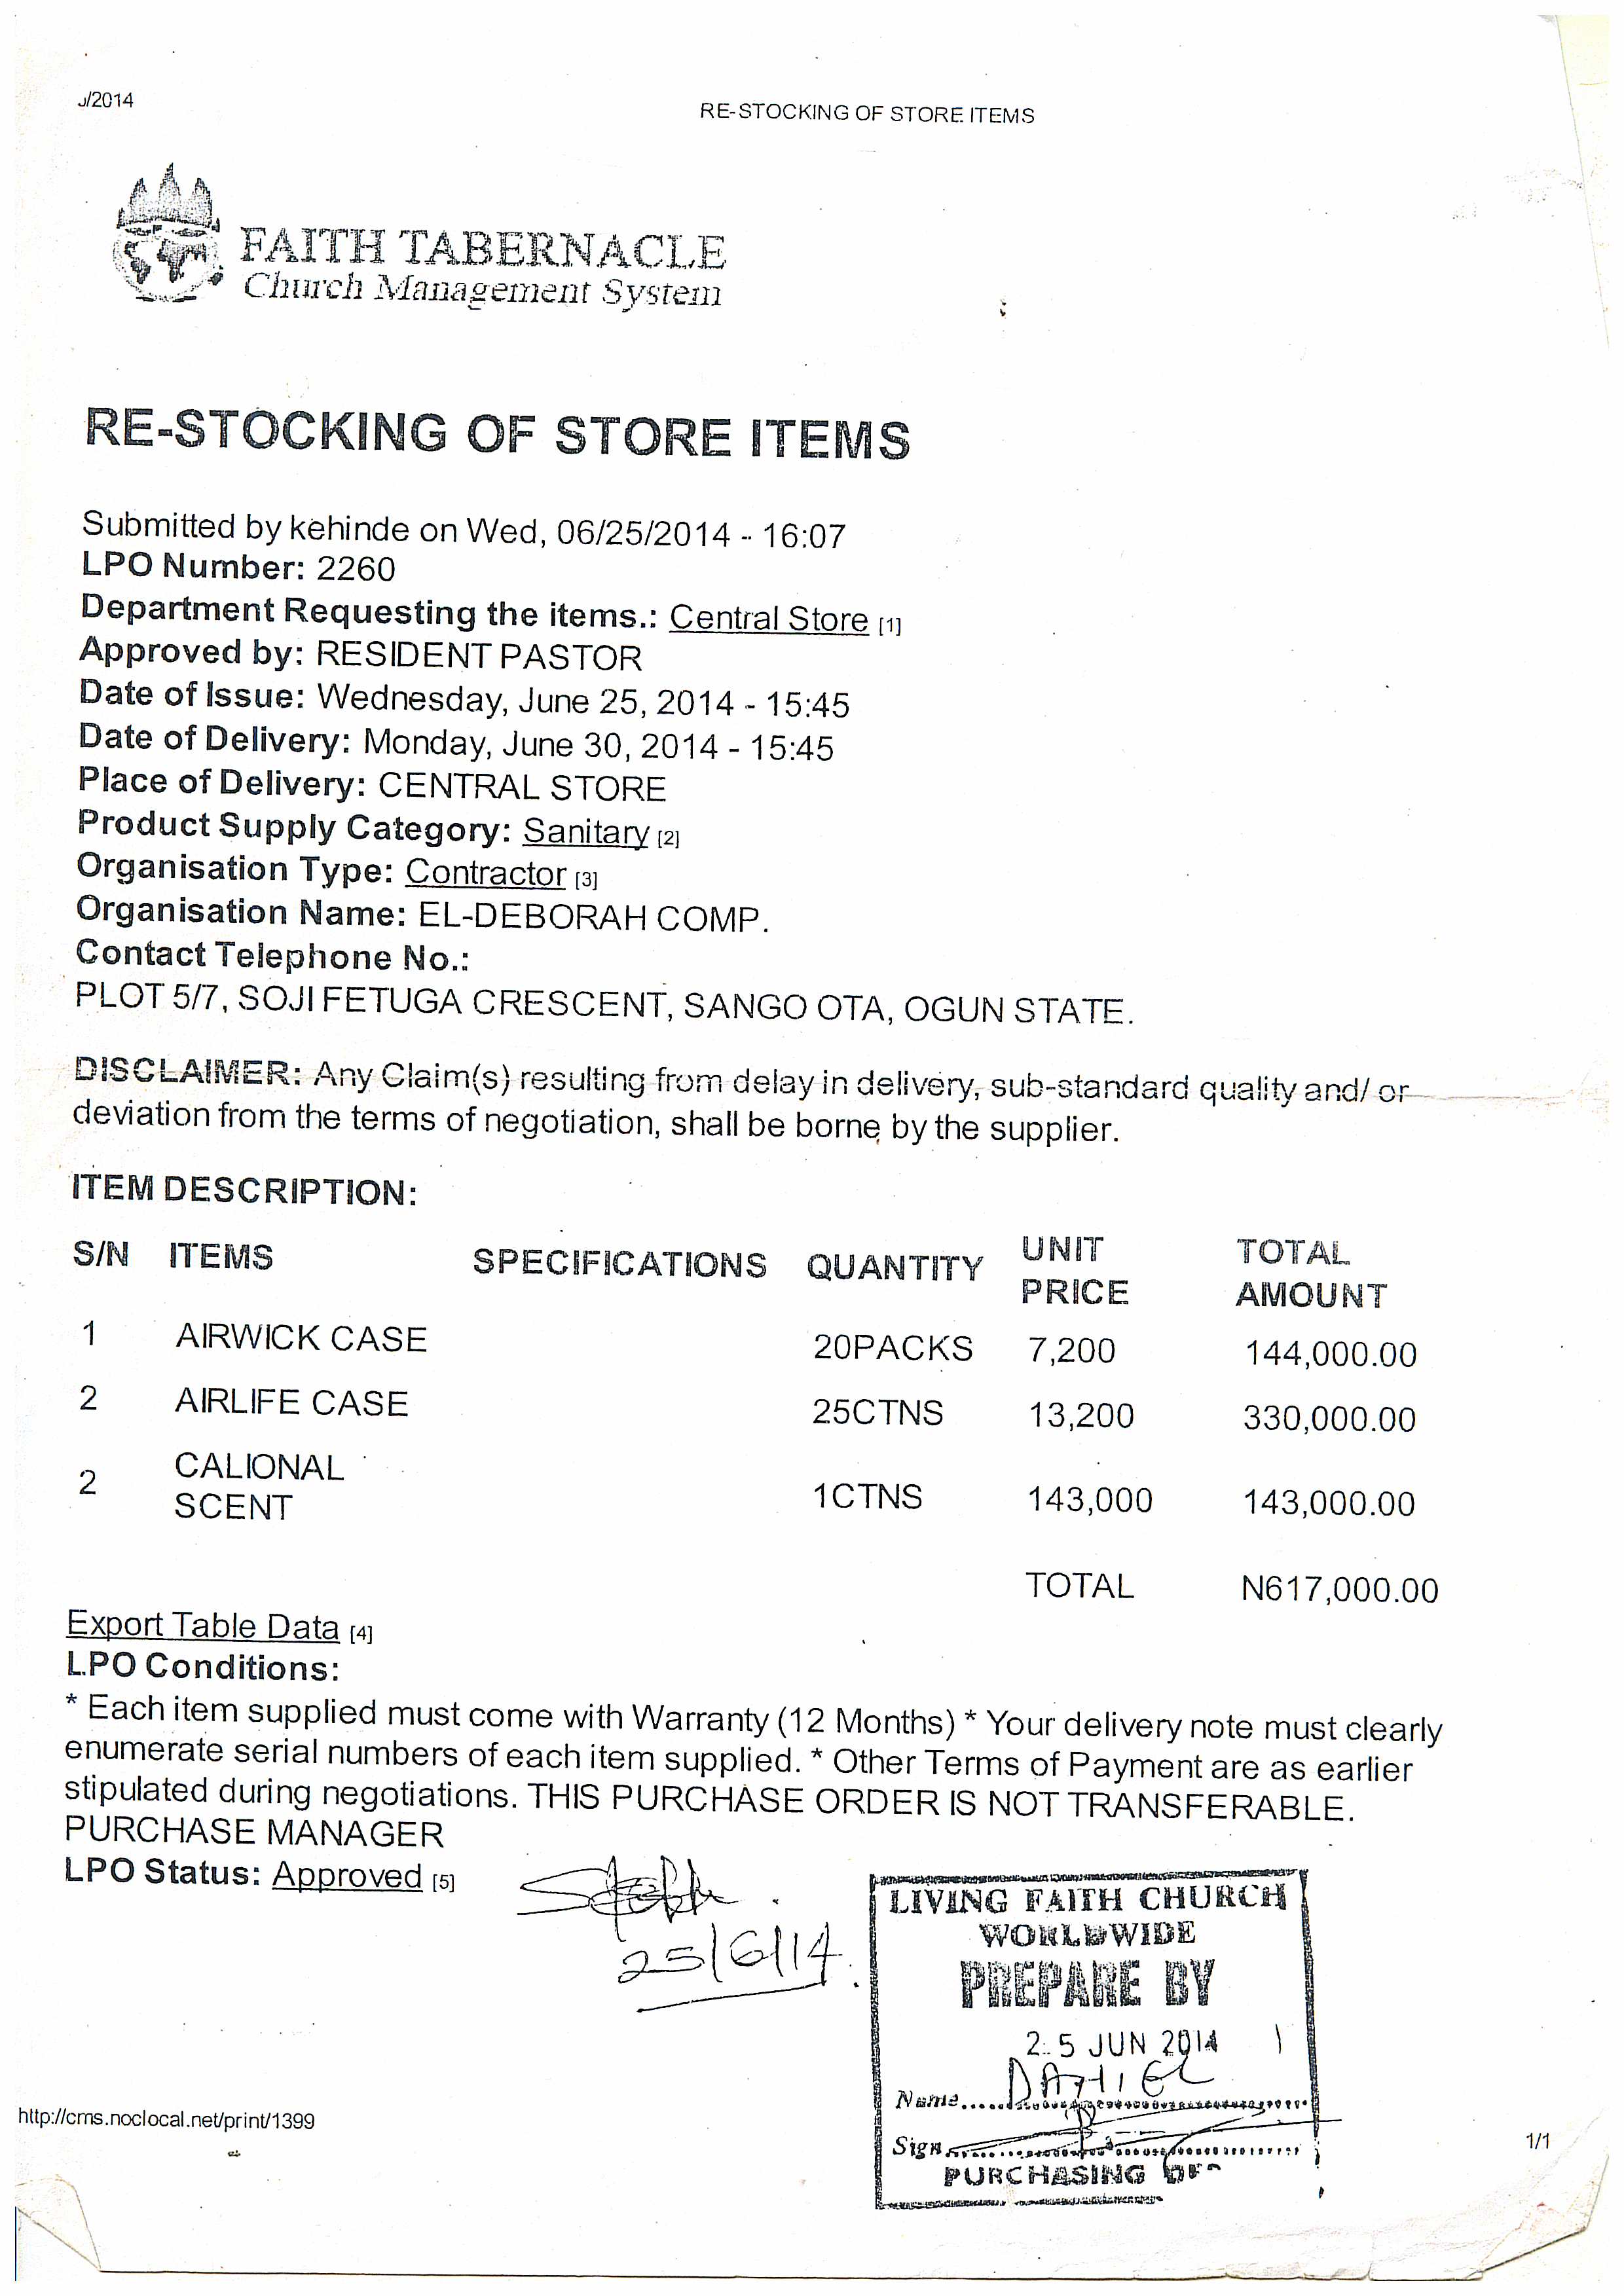 J/2014
RE-STOCKING OF STORE ITEMS
FAITH TABERNACLE
Church Management System
RE-STOCKING OF STORE ITEMS
Submitted by kehinde on Wed, 06/25/2014 - 16:07
LPO Number: 2260
Department Requesting the items.: Central Store [1]
Approved by: RESIDENT PASTOR
Date of Issue: Wednesday, June 25, 2014 - 15:45
Date of Delivery: Monday, June 30, 2014 - 15:45
Place of Delivery: CENTRAL STORE
Product Supply Category: Sanitary [2]
Organisation Type: Contractor [3]
Organisation Name: EL-DEBORAH COMP.
Contact Telephone No.:
PLOT 5/7, SOJI FETUGA CRESCENT, SANGO OTA, OGUN STATE.
DISCLAIMER: Any Claim(s) resulting from delay in delivery, sub-standard quality and/ or
deviation from the terms of negotiation, shall be borne by the supplier.
ITEM DESCRIPTION:
S/N ITEMS SPECIFICATIONS QUANTITY UNIT PRICE TOTAL AMOUNT
1 AIRWICK CASE 20PACKS 7,200 144,000.00
2 AIRLIFE CASE 25CTNS 13,200 330,000.00
2 CALIONAL SCENT 1CTNS 143,000 143,000.00
TOTAL N617,000.00
Export Table Data [4]
LPO Conditions:
* Each item supplied must come with Warranty (12 Months) * Your delivery note must clearly
enumerate serial numbers of each item supplied. * Other Terms of Payment are as earlier
stipulated during negotiations. THIS PURCHASE ORDER IS NOT TRANSFERABLE.
PURCHASE MANAGER
LPO Status: Approved [5]
25/6/14
LIVING FAITH CHURCH
WORLDWIDE
PREPARE BY
25 JUN 2014
Name DANIEL
Sign
PURCHASING
http://cms.noclocal.net/print/1399
1/1